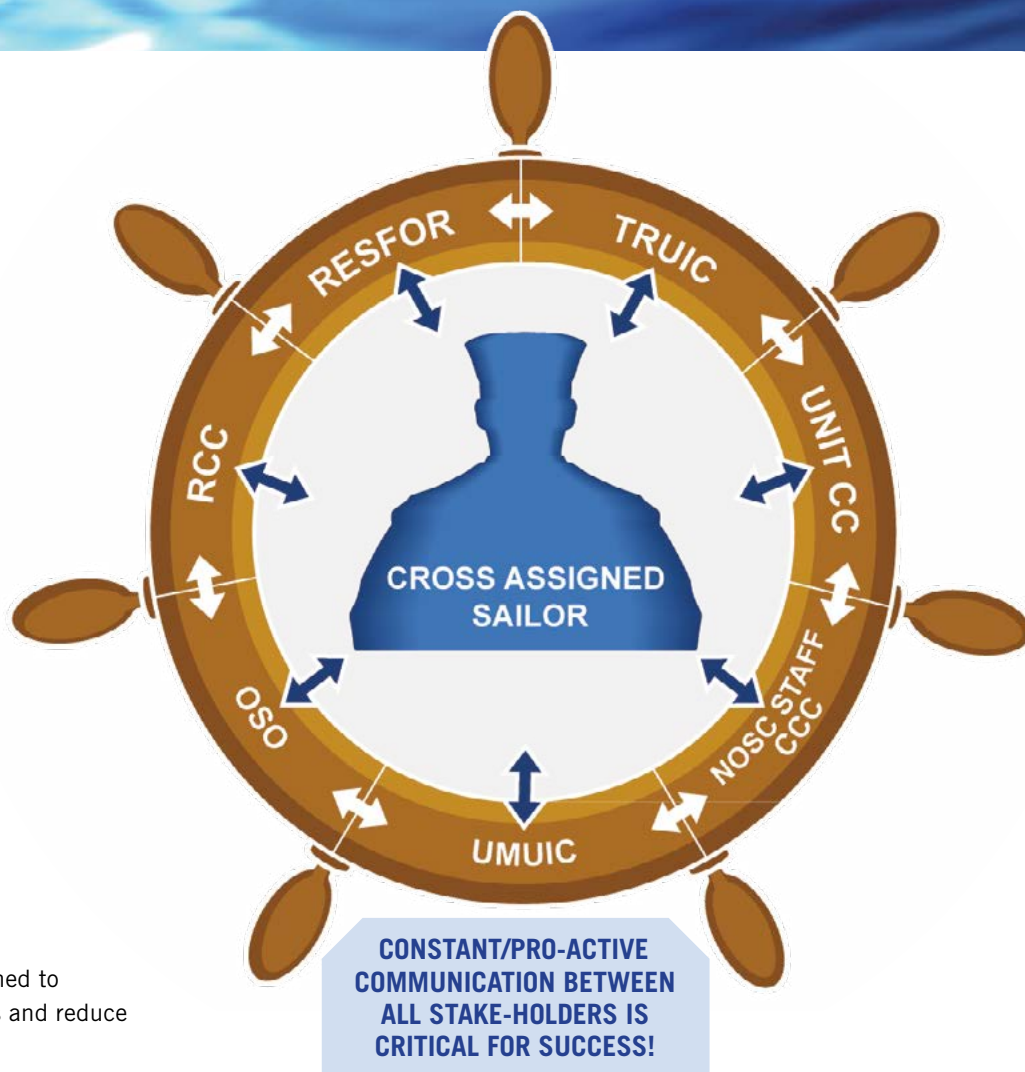 RESFOR
TRUIC
UNIT CC
NOSC STAFF
CCC
UMUIC
OSO
RCC
CROSS ASSIGNED
SAILOR
CONSTANT/PRO-ACTIVE
COMMUNICATION BETWEEN
ALL STAKE-HOLDERS IS
CRITICAL FOR SUCCESS!
and reduce